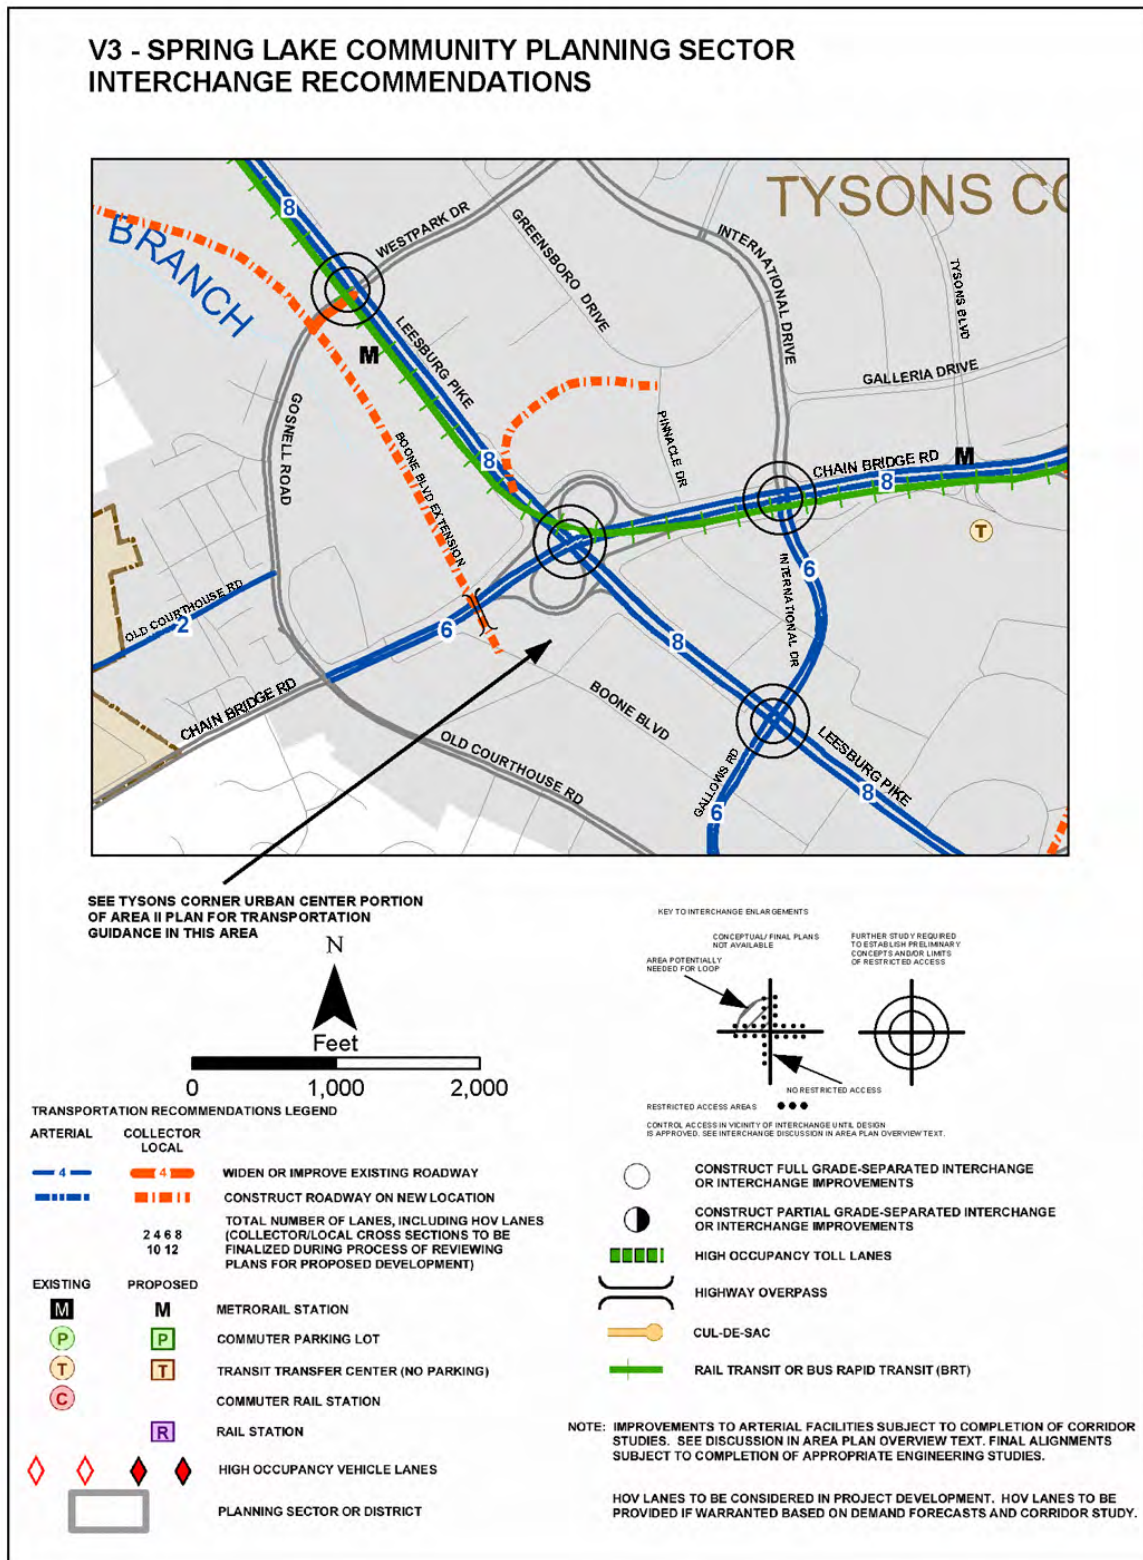 V3 - SPRING LAKE COMMUNITY PLANNING SECTOR
INTERCHANGE RECOMMENDATIONS
TYSONS CO
BRANCH
8
WESTPARK DR
GREENSBORO DRIVE
INTERNATIONAL DRIVE
TYSONS BLVD
LEESBURG PIKE
M
GALLERIA DRIVE
GOSNELL ROAD
BOONE BLVD EXTENSION
PINNACLE DR
8
CHAIN BRIDGE RD
8
M
T
INTERNATIONAL DR
6
OLD COURTHOUSE RD
2
6
8
CHAIN BRIDGE RD
BOONE BLVD
OLD COURTHOUSE RD
GALLOWS RD
6
LEESBURG PIKE
8
SEE TYSONS CORNER URBAN CENTER PORTION
OF AREA II PLAN FOR TRANSPORTATION
GUIDANCE IN THIS AREA
N
Feet
0 1,000 2,000
KEY TO INTERCHANGE ENLARGEMENTS
CONCEPTUAL/ FINAL PLANS
NOT AVAILABLE
AREA POTENTIALLY
NEEDED FOR LOOP
FURTHER STUDY REQUIRED
TO ESTABLISH PRELIMINARY
CONCEPTS AND/OR LIMITS
OF RESTRICTED ACCESS
NO RESTRICTED ACCESS
RESTRICTED ACCESS AREAS
CONTROL ACCESS IN VICINITY OF INTERCHANGE UNTIL DESIGN
IS APPROVED. SEE INTERCHANGE DISCUSSION IN AREA PLAN OVERVIEW TEXT.
TRANSPORTATION RECOMMENDATIONS LEGEND
ARTERIAL COLLECTOR
LOCAL
4 4 WIDEN OR IMPROVE EXISTING ROADWAY
CONSTRUCT ROADWAY ON NEW LOCATION
2 4 6 8
10 12
TOTAL NUMBER OF LANES, INCLUDING HOV LANES
(COLLECTOR/LOCAL CROSS SECTIONS TO BE
FINALIZED DURING PROCESS OF REVIEWING
PLANS FOR PROPOSED DEVELOPMENT)
EXISTING PROPOSED
M M METRORAIL STATION
P P COMMUTER PARKING LOT
T T TRANSIT TRANSFER CENTER (NO PARKING)
C COMMUTER RAIL STATION
R RAIL STATION
HIGH OCCUPANCY VEHICLE LANES
PLANNING SECTOR OR DISTRICT
CONSTRUCT FULL GRADE-SEPARATED INTERCHANGE
OR INTERCHANGE IMPROVEMENTS
CONSTRUCT PARTIAL GRADE-SEPARATED INTERCHANGE
OR INTERCHANGE IMPROVEMENTS
HIGH OCCUPANCY TOLL LANES
HIGHWAY OVERPASS
CUL-DE-SAC
RAIL TRANSIT OR BUS RAPID TRANSIT (BRT)
NOTE: IMPROVEMENTS TO ARTERIAL FACILITIES SUBJECT TO COMPLETION OF CORRIDOR
STUDIES. SEE DISCUSSION IN AREA PLAN OVERVIEW TEXT. FINAL ALIGNMENTS
SUBJECT TO COMPLETION OF APPROPRIATE ENGINEERING STUDIES.
HOV LANES TO BE CONSIDERED IN PROJECT DEVELOPMENT. HOV LANES TO BE
PROVIDED IF WARRANTED BASED ON DEMAND FORECASTS AND CORRIDOR STUDY.